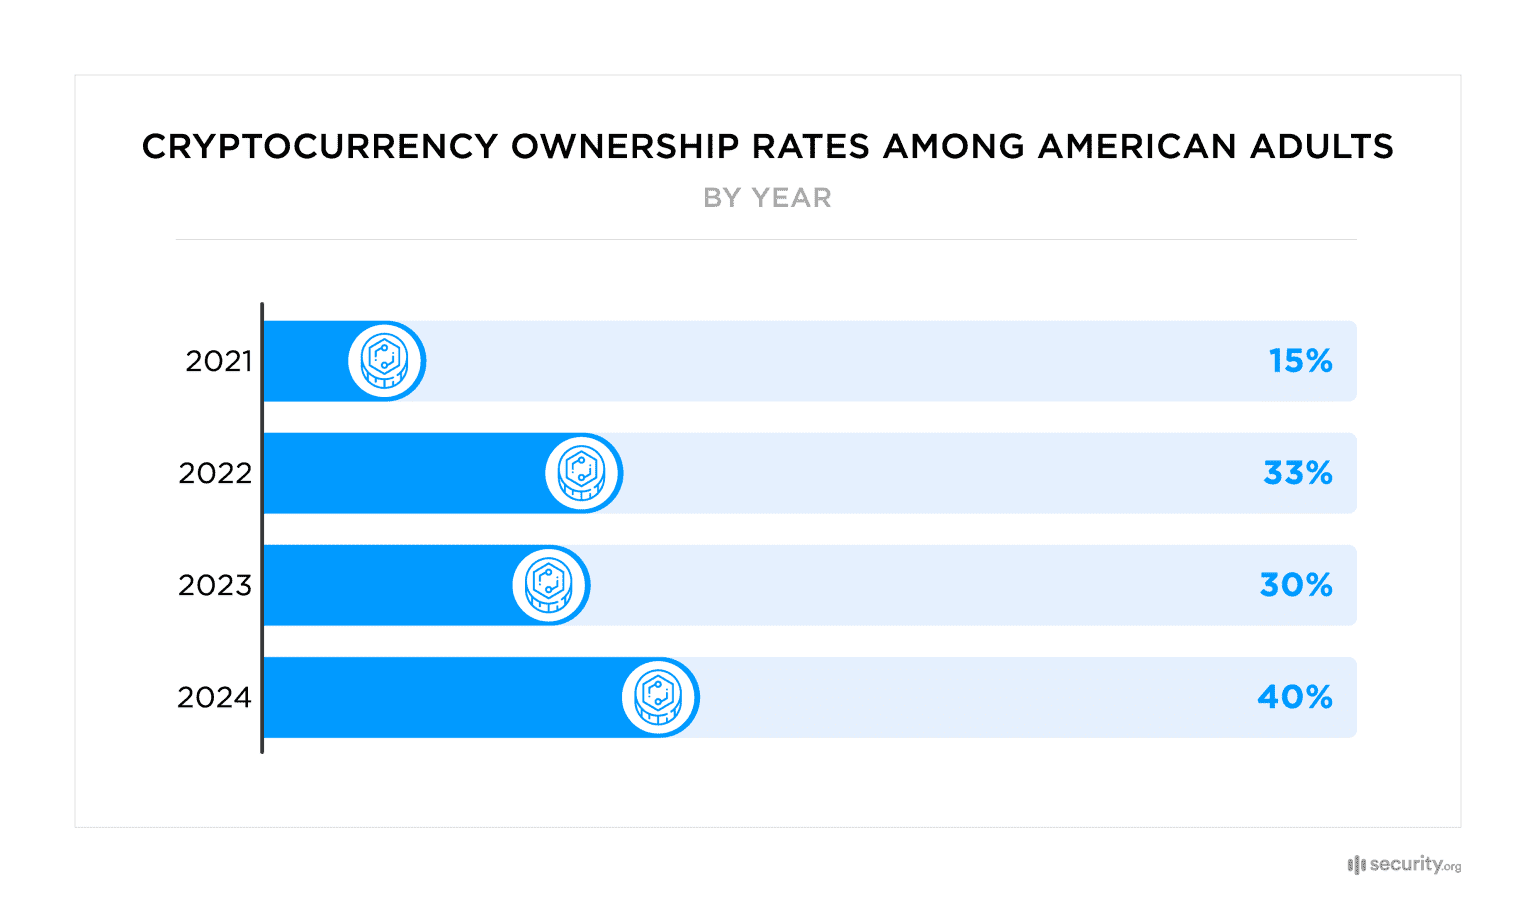 CRYPTOCURRENCY OWNERSHIP RATES AMONG AMERICAN ADULTS
BY YEAR
2021 15%
2022 33%
2023 30%
2024 40%
security.org